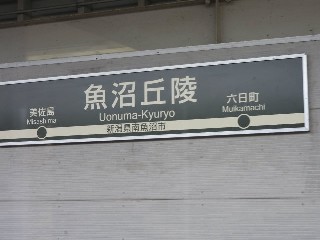 魚沼丘陵
Uonuma-Kyuryo
美佐島
Misashima
六日町
Muikamachi
新潟県南魚沼市